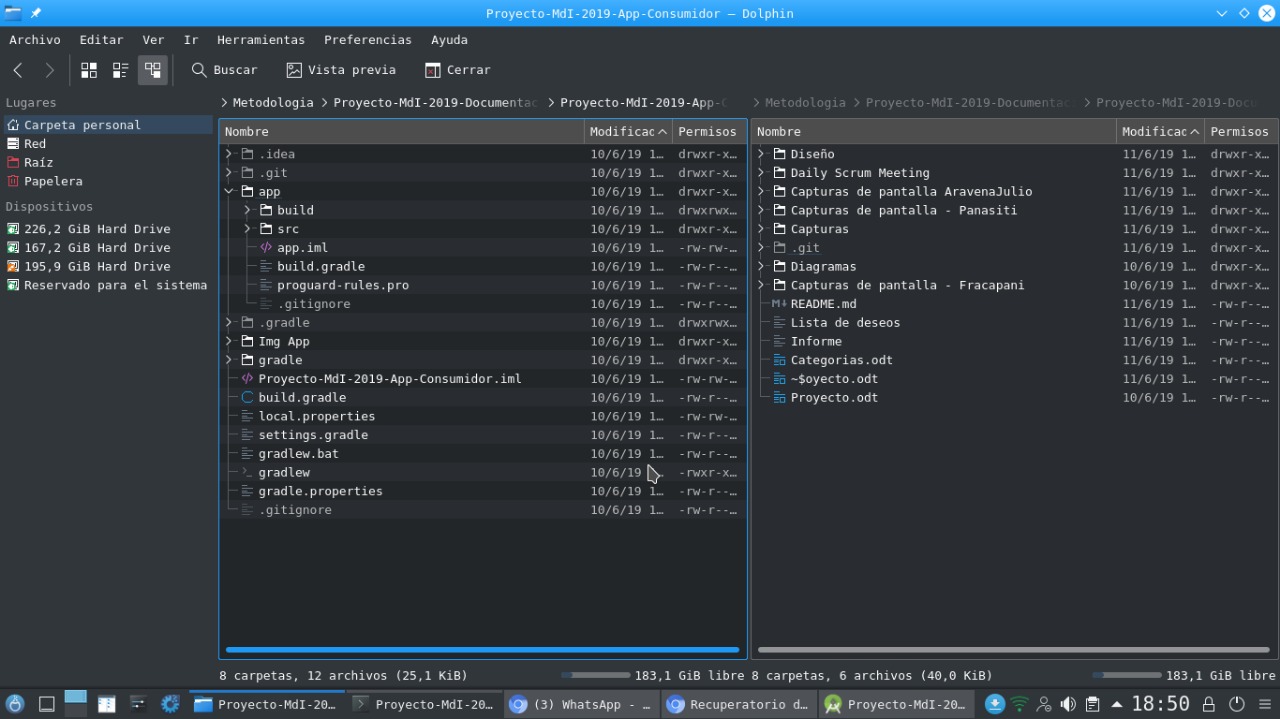 Proyecto-MdI-2019-App-Consumidor — Dolphin
Archivo Editar Ver Ir Herramientas Preferencias Ayuda
Buscar Vista previa Cerrar
Lugares
Carpeta personal
Red
Raíz
Papelera
Dispositivos
226,2 GiB Hard Drive
167,2 GiB Hard Drive
195,9 GiB Hard Drive
Reservado para el sistema
> Metodologia > Proyecto-MdI-2019-Documentac > Proyecto-MdI-2019-App-C
Nombre Modificac Permisos
.idea 10/6/19 1… drwxr-x…
.git 10/6/19 1… drwxr-x…
app 10/6/19 1… drwxr-x…
build 10/6/19 1… drwxrwx…
src 10/6/19 1… drwxr-x…
app.iml 10/6/19 1… -rw-rw-…
build.gradle 10/6/19 1… -rw-r--…
proguard-rules.pro 10/6/19 1… -rw-r--…
.gitignore 10/6/19 1… -rw-r--…
.gradle 10/6/19 1… drwxrwx…
Img App 10/6/19 1… drwxr-x…
gradle 10/6/19 1… drwxr-x…
Proyecto-MdI-2019-App-Consumidor.iml 10/6/19 1… -rw-rw-…
build.gradle 10/6/19 1… -rw-r--…
local.properties 10/6/19 1… -rw-rw-…
settings.gradle 10/6/19 1… -rw-r--…
gradlew.bat 10/6/19 1… -rw-r--…
gradlew 10/6/19 -rwxr-x…
gradle.properties 10/6/19 1… -rw-r--…
.gitignore 10/6/19 1… -rw-r--…
8 carpetas, 12 archivos (25,1 KiB) 183,1 GiB libre
> Metodologia > Proyecto-MdI-2019-Documentac > Proyecto-MdI-2019-Docu
Nombre Modificac Permisos
Diseño 11/6/19 1… drwxr-x…
Daily Scrum Meeting 11/6/19 1… drwxr-x…
Capturas de pantalla AravenaJulio 11/6/19 1… drwxr-x…
Capturas de pantalla - Panasiti 11/6/19 1… drwxr-x…
Capturas 11/6/19 1… drwxr-x…
.git 11/6/19 1… drwxr-x…
Diagramas 10/6/19 1… drwxr-x…
Capturas de pantalla - Fracapani 10/6/19 1… drwxr-x…
README.md 11/6/19 1… -rw-r--…
Lista de deseos 11/6/19 1… -rw-r--…
Informe 11/6/19 1… -rw-r--…
Categorias.odt 11/6/19 1… -rw-r--…
~$oyecto.odt 11/6/19 1… -rw-r--…
Proyecto.odt 10/6/19 1… -rw-r--…
8 carpetas, 6 archivos (40,0 KiB) 183,1 GiB libre
Proyecto-MdI-20… Proyecto-MdI-20… (3) WhatsApp - … Recuperatorio d… Proyecto-MdI-20… 18:50